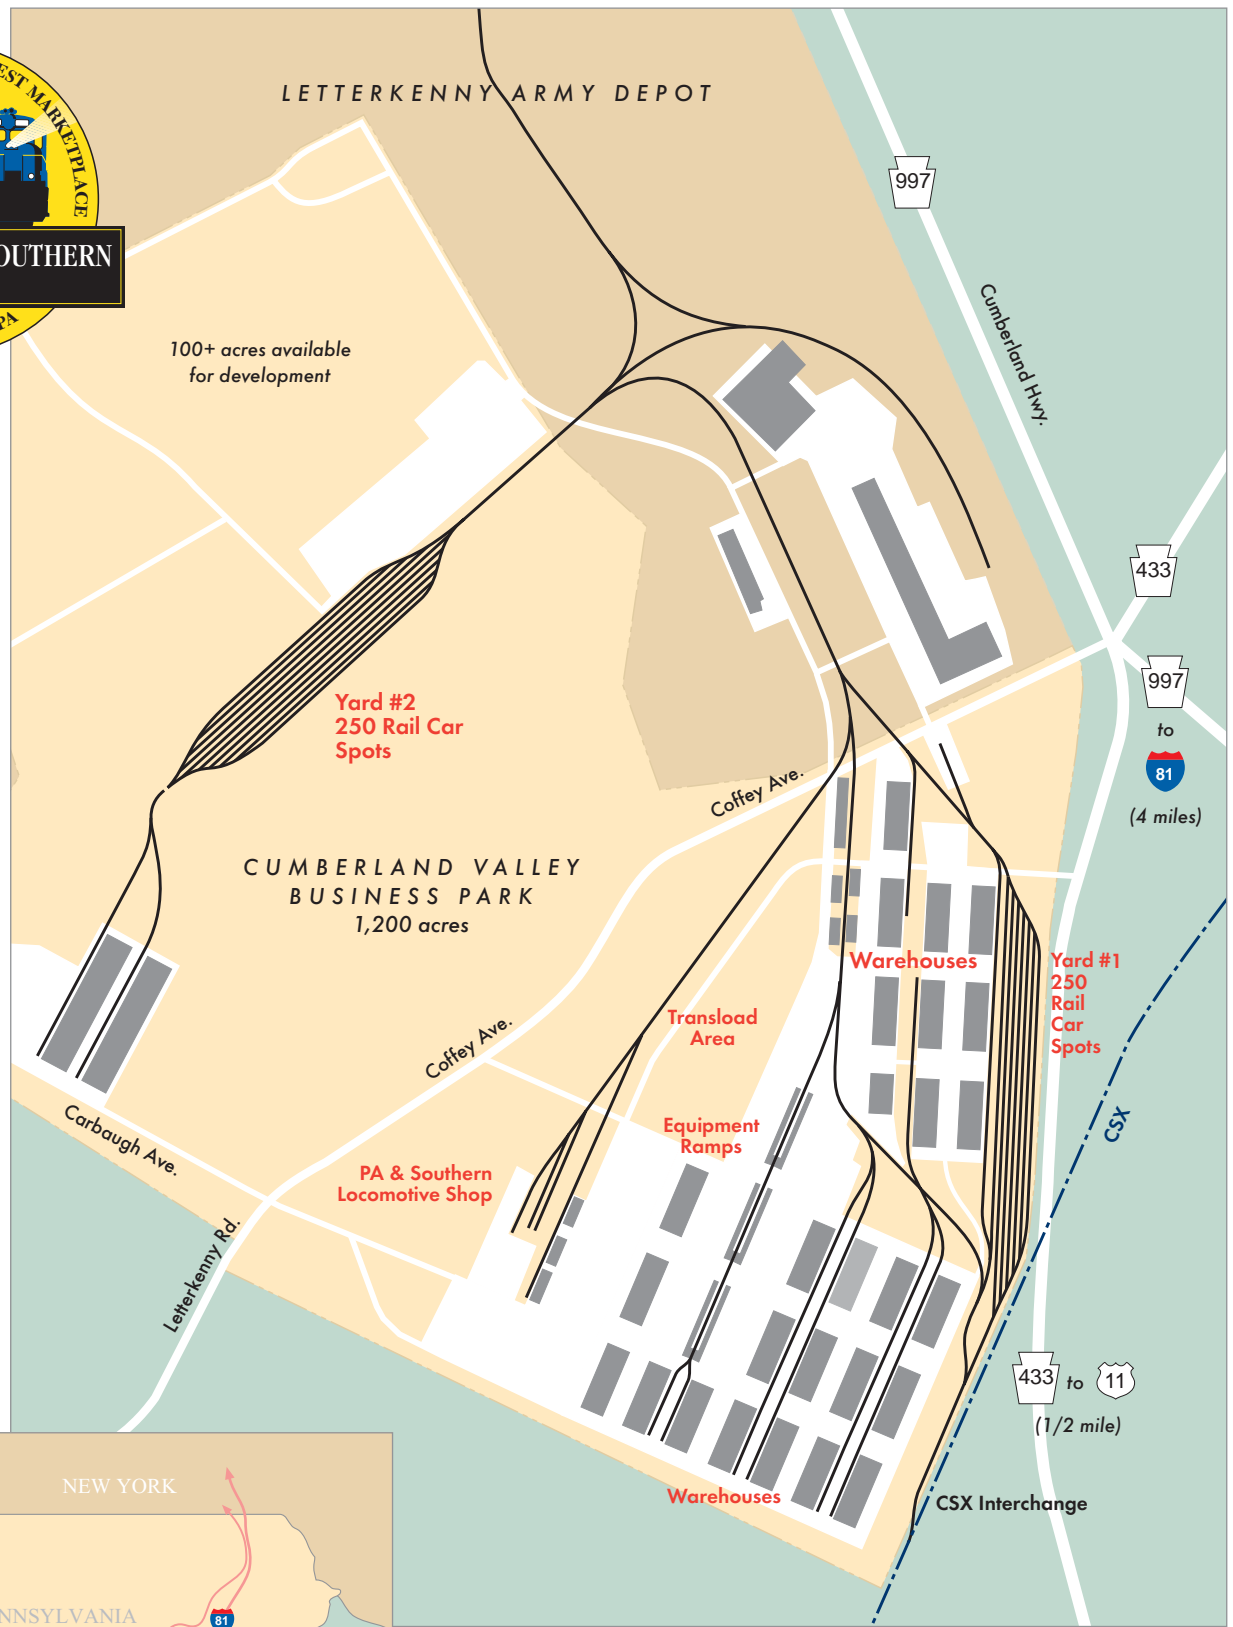 EST MARKETPLACE
OUTHERN
PA
LETTERKENNY ARMY DEPOT
997
Cumberland Hwy.
100+ acres available
for development
433
997
to
81
(4 miles)
Yard #2
250 Rail Car
Spots
Coffey Ave.
CUMBERLAND VALLEY
BUSINESS PARK
1,200 acres
Warehouses
Yard #1
250
Rail
Car
Spots
Transload
Area
Coffey Ave.
CSX
Equipment
Ramps
Carbaugh Ave.
PA & Southern
Locomotive Shop
Letterkenny Rd.
433 to 11
(1/2 mile)
Warehouses
CSX Interchange
NEW YORK
NNSYLVANIA
81